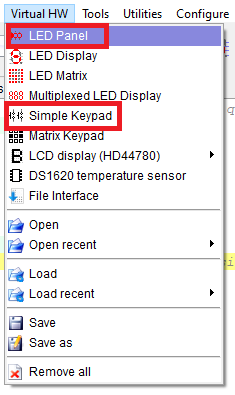 Virtual HW Tools Utilities Configure
LED Panel
LED Display
LED Matrix
Multiplexed LED Display
Simple Keypad
Matrix Keypad
LCD display (HD44780)
DS1620 temperature sensor
File Interface
Open
Open recent
Load
Load recent
Save
Save as
Remove all